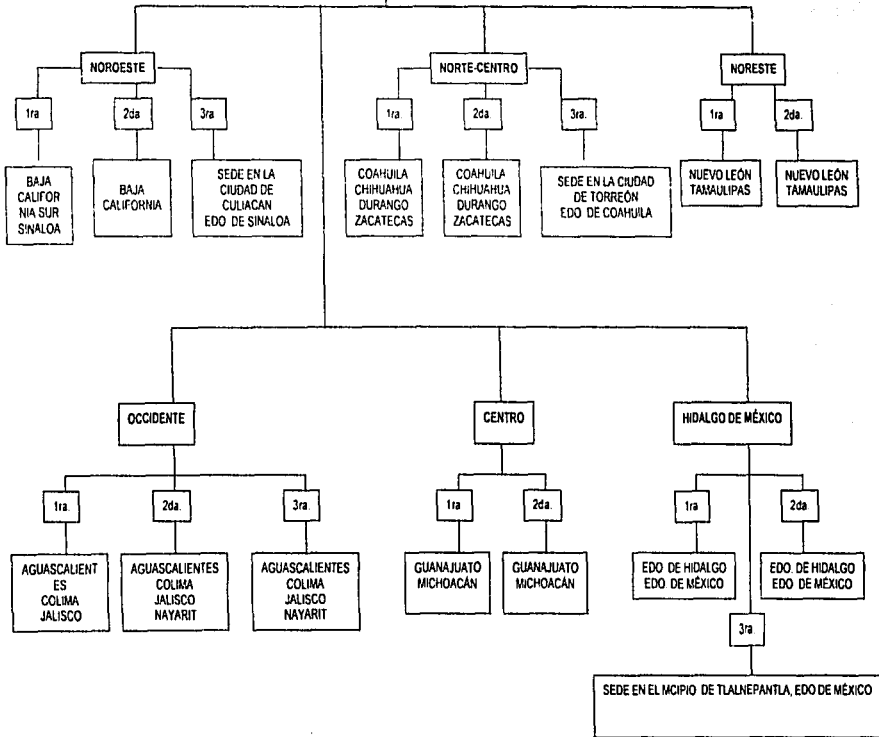 NOROESTE
NORTE-CENTRO
NORESTE
1ra
2da
3ra
1ra.
2da.
3ra.
1ra
2da.
BAJA
CALIFOR
NIA SUR
SINALOA
BAJA
CALIFORNIA
SEDE EN LA
CIUDAD DE
CULIACAN
EDO DE SINALOA
COAHUILA
CHIHUAHUA
DURANGO
ZACATECAS
COAHUILA
CHIHUAHUA
DURANGO
ZACATECAS
SEDE EN LA CIUDAD
DE TORREÓN
EDO DE COAHUILA
NUEVO LEÓN
TAMAULIPAS
NUEVO LEÓN
TAMAULIPAS
OCCIDENTE
CENTRO
HIDALGO DE MÉXICO
1ra.
2da.
3ra.
1ra
2da.
1ra
2da.
AGUASCALIENT
ES
COLIMA
JALISCO
AGUASCALIENTES
COLIMA
JALISCO
NAYARIT
AGUASCALIENTES
COLIMA
JALISCO
NAYARIT
GUANAJUATO
MICHOACÁN
GUANAJUATO
MICHOACÁN
EDO DE HIDALGO
EDO. DE MÉXICO
EDO. DE HIDALGO
EDO DE MÉXICO
3ra
SEDE EN EL MCIPIO DE TLALNEPANTLA, EDO DE MÉXICO